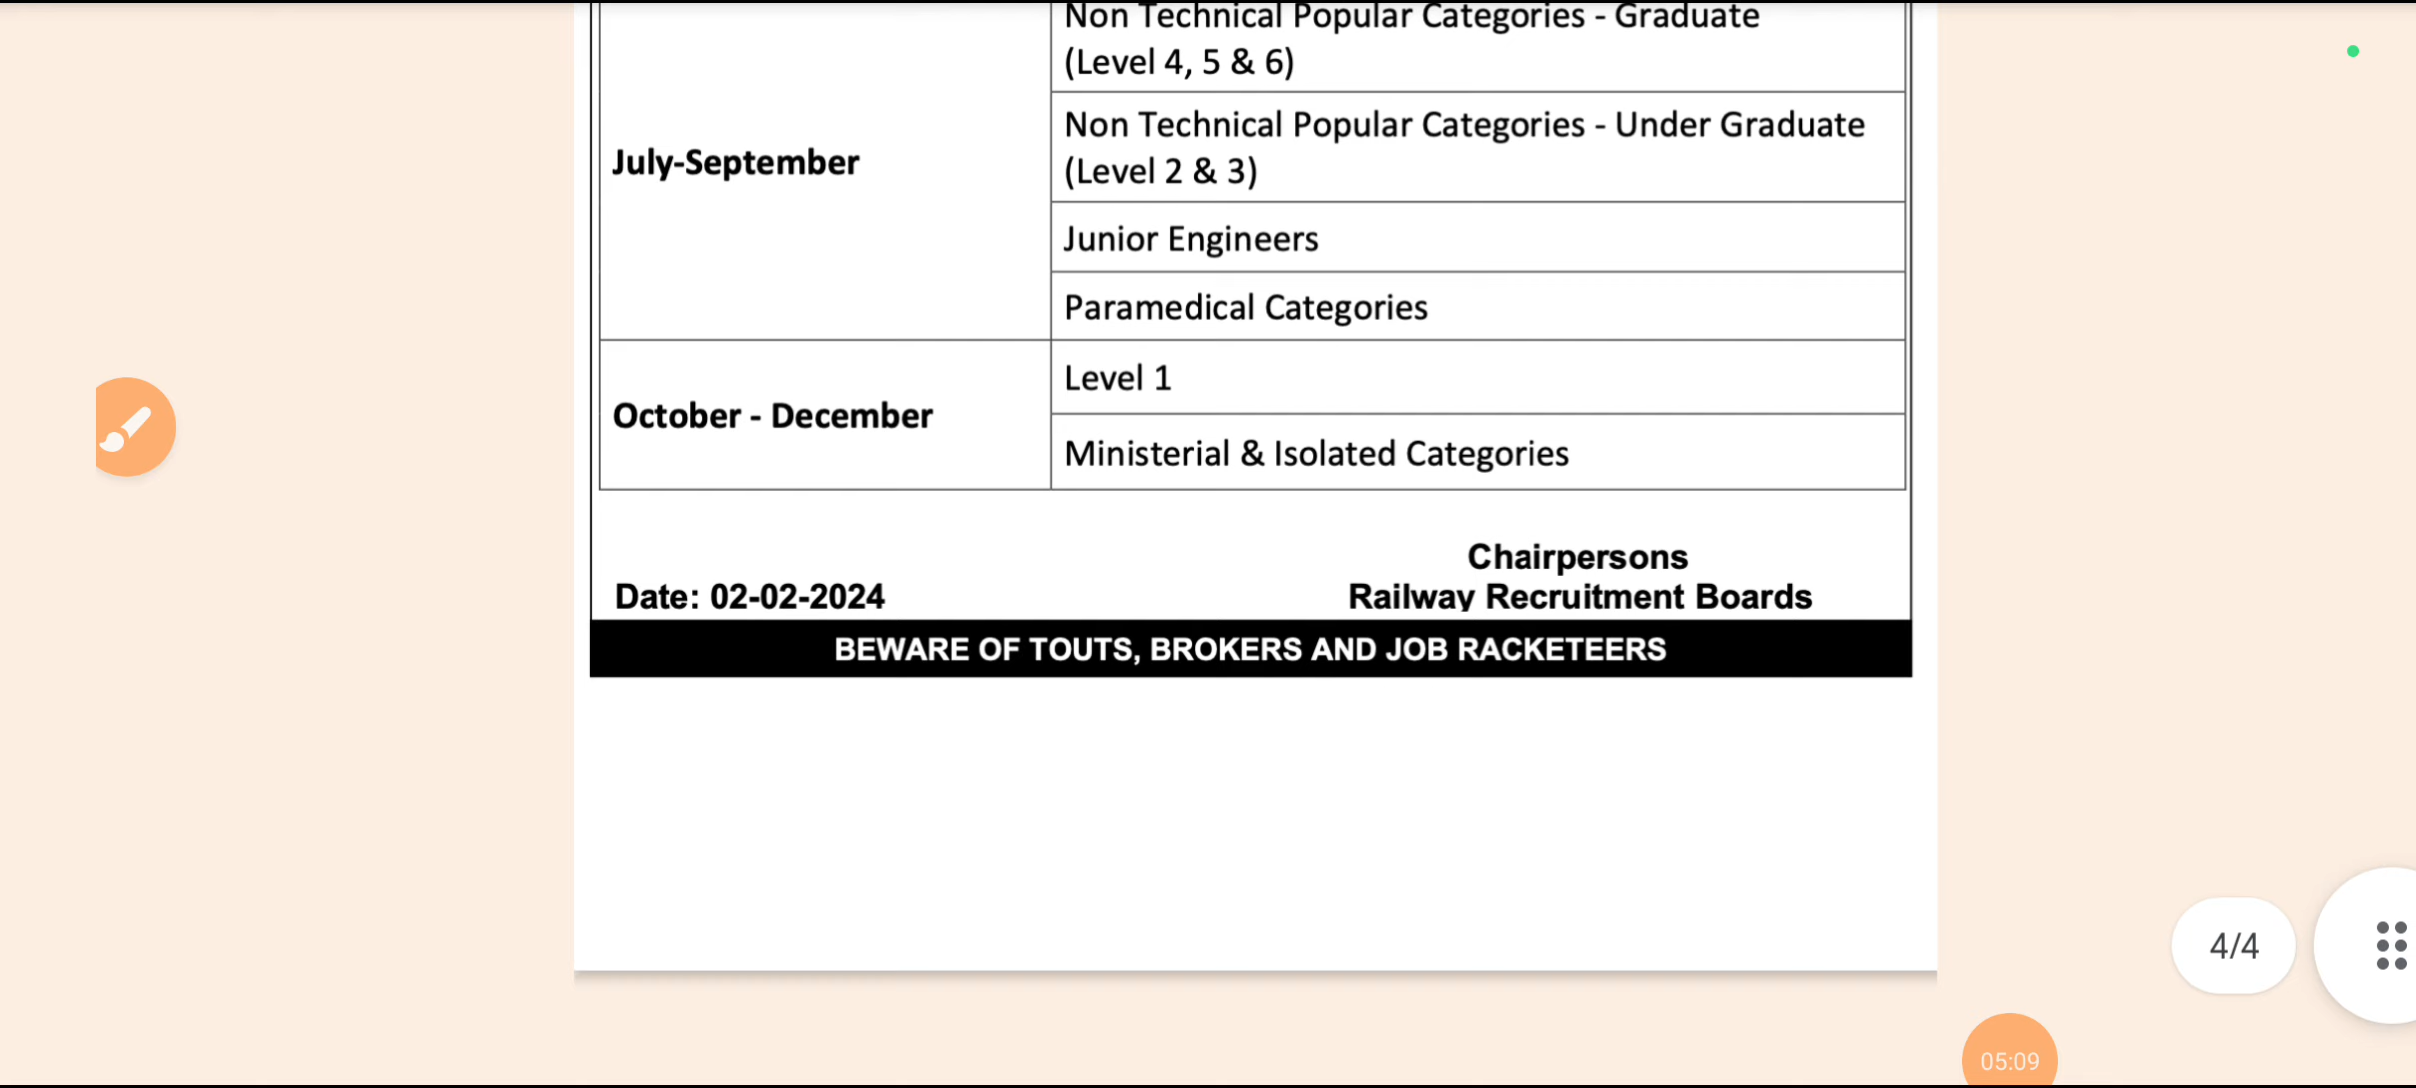 Non Technical Popular Categories - Graduate
(Level 4, 5 & 6)
July-September
Non Technical Popular Categories - Under Graduate
(Level 2 & 3)
Junior Engineers
Paramedical Categories
October - December
Level 1
Ministerial & Isolated Categories
Chairpersons
Date: 02-02-2024
Railway Recruitment Boards
BEWARE OF TOUTS, BROKERS AND JOB RACKETEERS
4/4
05:09